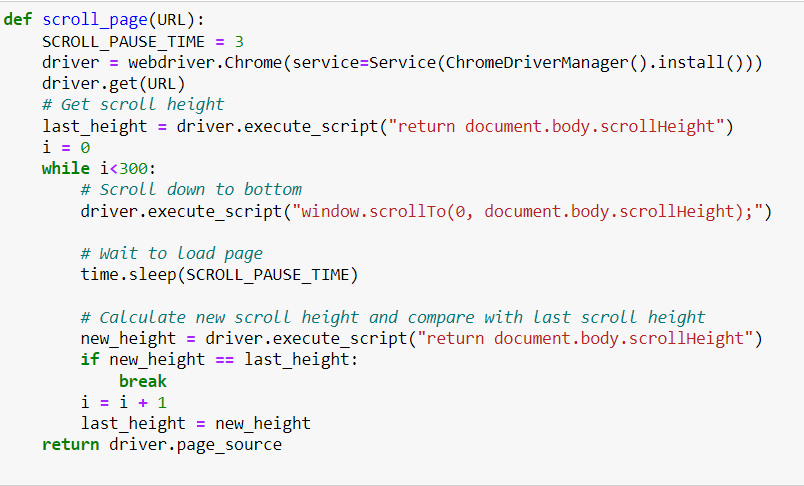 def scroll_page(URL):
    SCROLL_PAUSE_TIME = 3
    driver = webdriver.Chrome(service=Service(ChromeDriverManager().install()))
    driver.get(URL)
    # Get scroll height
    last_height = driver.execute_script("return document.body.scrollHeight")
    i = 0
    while i<300:
        # Scroll down to bottom
        driver.execute_script("window.scrollTo(0, document.body.scrollHeight);")
        # Wait to load page
        time.sleep(SCROLL_PAUSE_TIME)
        # Calculate new scroll height and compare with last scroll height
        new_height = driver.execute_script("return document.body.scrollHeight")
        if new_height == last_height:
            break
        i = i + 1
        last_height = new_height
    return driver.page_source